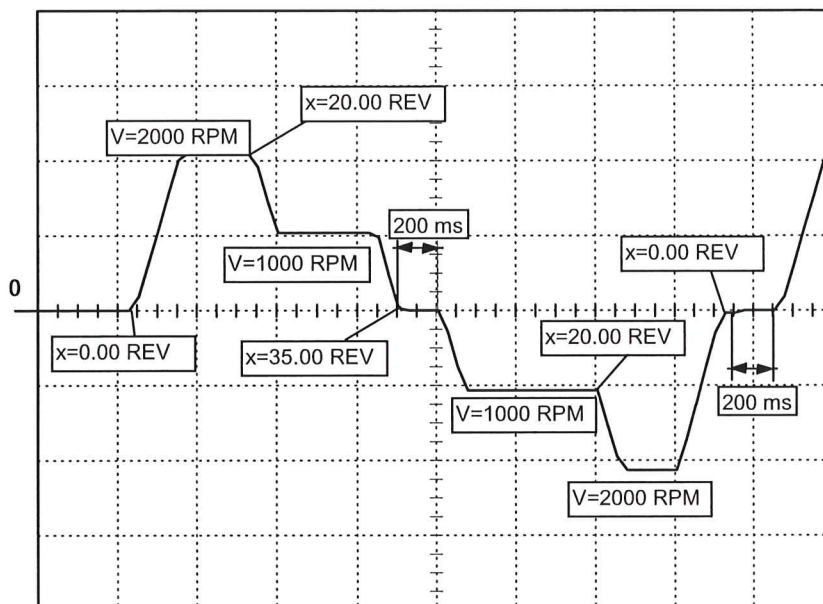 x=20.00 REV
V=2000 RPM
200 ms
x=0.00 REV
V=1000 RPM
0
x=0.00 REV
x=35.00 REV
x=20.00 REV
200 ms
V=1000 RPM
V=2000 RPM